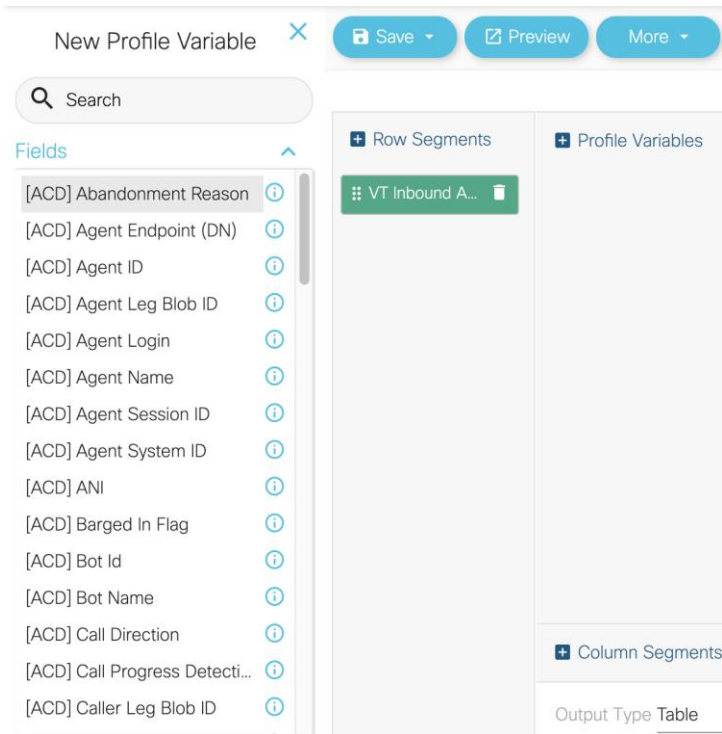 New Profile Variable
Save
Preview
More
Search
Row Segments
Profile Variables
Fields
VT Inbound A...
[ACD] Abandonment Reason
[ACD] Agent Endpoint (DN)
[ACD] Agent ID
[ACD] Agent Leg Blob ID
[ACD] Agent Login
[ACD] Agent Name
[ACD] Agent Session ID
[ACD] Agent System ID
[ACD] ANI
[ACD] Barged In Flag
[ACD] Bot Id
[ACD] Bot Name
[ACD] Call Direction
[ACD] Call Progress Detecti...
[ACD] Caller Leg Blob ID
Column Segments
Output Type Table